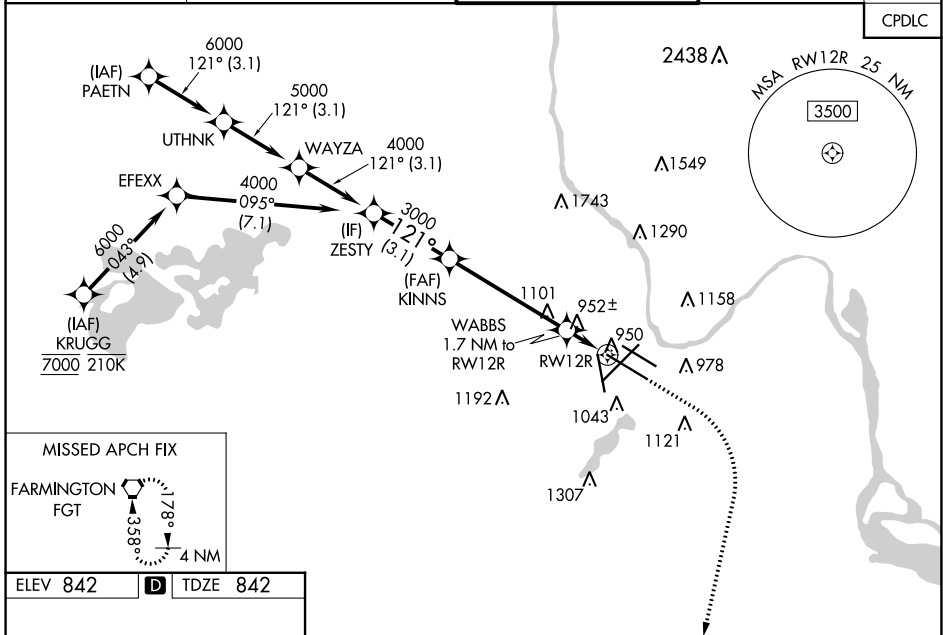 CPDLC
6000
121° (3.1)
(IAF)
PAETN
5000
121° (3.1)
UTHNK
WAYZA
4000
121° (3.1)
EFEXX
4000
095°
(7.1)
3000
121°
(3.1)
(IF)
ZESTY
6000
043°
(4.9)
(FAF)
KINNS
(IAF)
KRUGG
7000 210K
2438
MSA RW12R 25 NM
3500
1549
1743
1290
1158
1101
952±
950
WABBS
1.7 NM to
RW12R
RW12R
978
1192
1043
1121
1307
MISSED APCH FIX
FARMINGTON
FGT
178°
358°
4 NM
ELEV 842 D TDZE 842